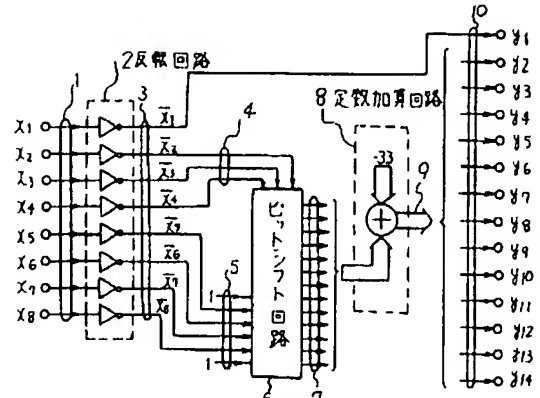 10
2反転回路
1
3
4
8定数加算回路
-33
9
+
x1
x2
x3
x4
x5
x6
x7
x8
x̄1
x̄2
x̄3
x̄4
x̄5
x̄6
x̄7
x̄8
1
5
1
ビットシフト回路
6
7
y1
y2
y3
y4
y5
y6
y7
y8
y9
y10
y11
y12
y13
y14